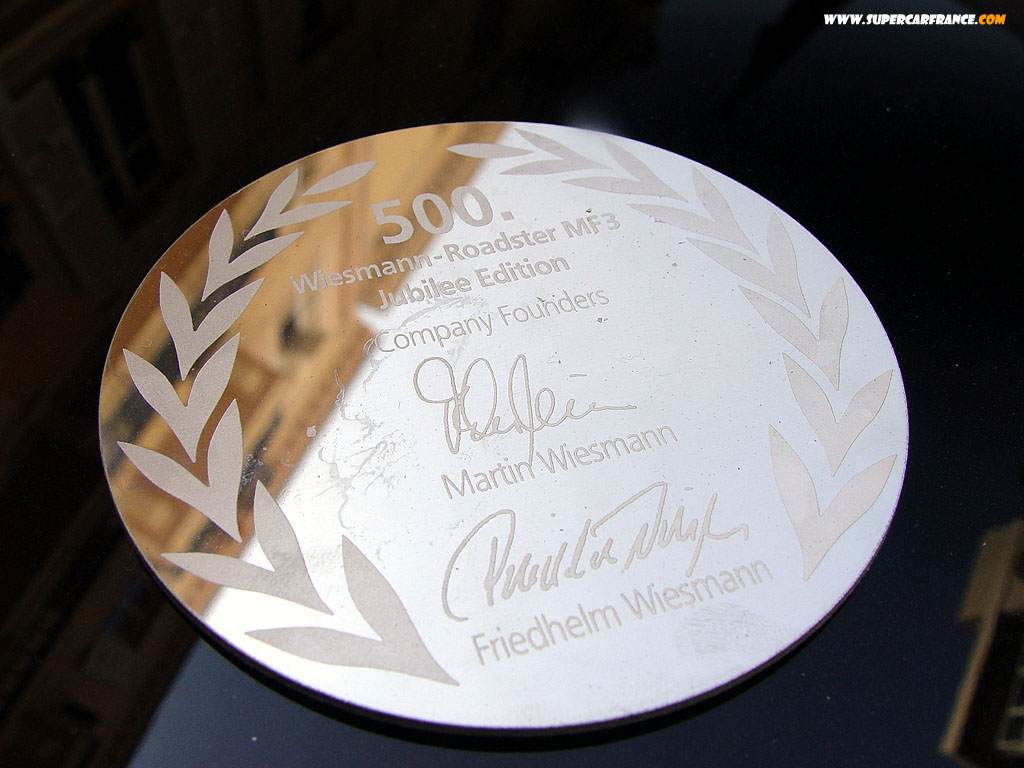 WWW.SUPERCARFRANCE.COM
500.
Wiesmann-Roadster MF3
Jubilee Edition
Company Founders
Martin Wiesmann
Friedhelm Wiesmann